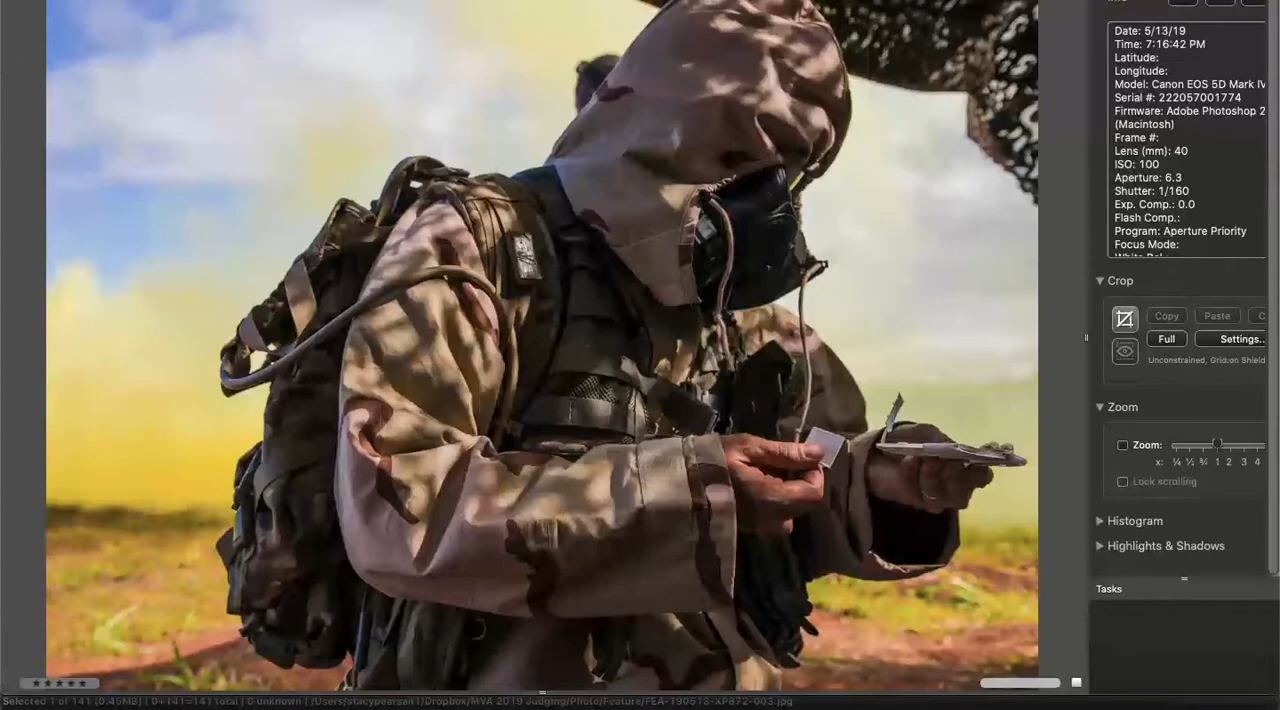 Date: 5/13/19
Time: 7:16:42 PM
Latitude:
Longitude:
Model: Canon EOS 5D Mark IV
Serial #: 222057001774
Firmware: Adobe Photoshop 2
(Macintosh)
Frame #:
Lens (mm): 40
ISO: 100
Aperture: 6.3
Shutter: 1/160
Exp. Comp.: 0.0
Flash Comp.:
Program: Aperture Priority
Focus Mode:
Crop
Copy Paste C
Full Settings..
Unconstrained, Grid:on Shield
Zoom
Zoom:
x: ¼ ½ ¾ 1 2 3 4
Lock scrolling
Histogram
Highlights & Shadows
Tasks
Selected 1 of 141 (0.45MB) | 0+(41=14) total | 0 unknown | /Users/stacypearsall/Dropbox/MVA 2019 Judging/Photo/Feature/FEA-190513-XP872-003.jpg